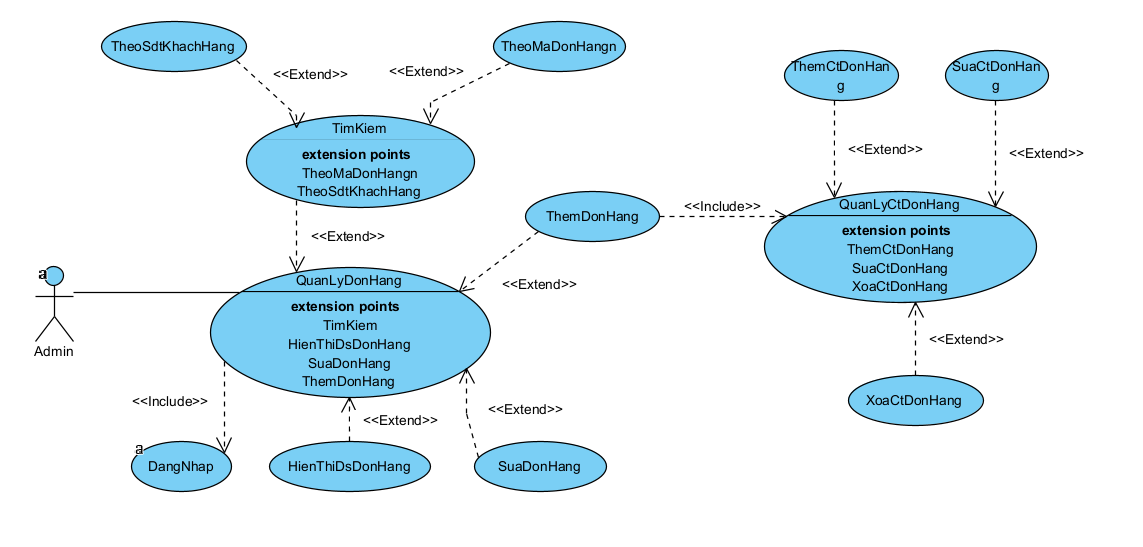 TheoSdtKhachHang
<<Extend>>
<<Extend>>
TheoMaDonHangn
TimKiem
extension points
TheoMaDonHangn
TheoSdtKhachHang
<<Extend>>
ThemCtDonHan
g
SuaCtDonHan
g
<<Extend>>
<<Extend>>
ThemDonHang
<<Include>>
<<Extend>>
QuanLyCtDonHang
extension points
ThemCtDonHang
SuaCtDonHang
XoaCtDonHang
<<Extend>>
XoaCtDonHang
a
Admin
QuanLyDonHang
extension points
TimKiem
HienThiDsDonHang
SuaDonHang
ThemDonHang
<<Include>>
<<Extend>>
<<Extend>>
a
DangNhap
HienThiDsDonHang
SuaDonHang